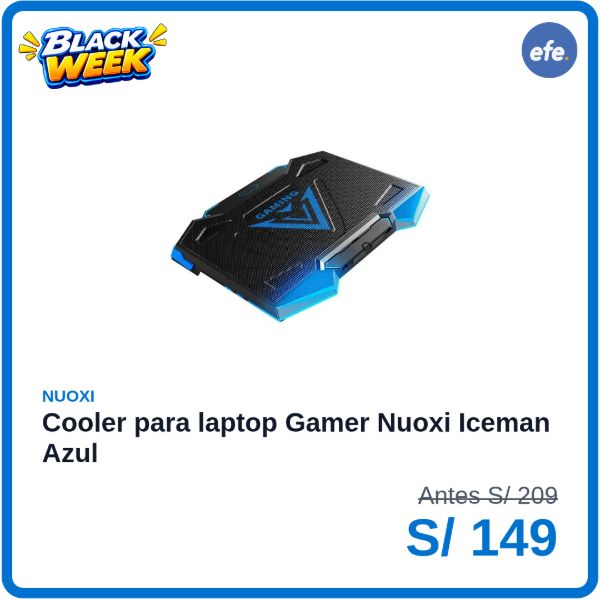 BLACK
WEEK
efe.
GAMING
NUOXI
Cooler para laptop Gamer Nuoxi Iceman
Azul
Antes S/ 209
S/ 149